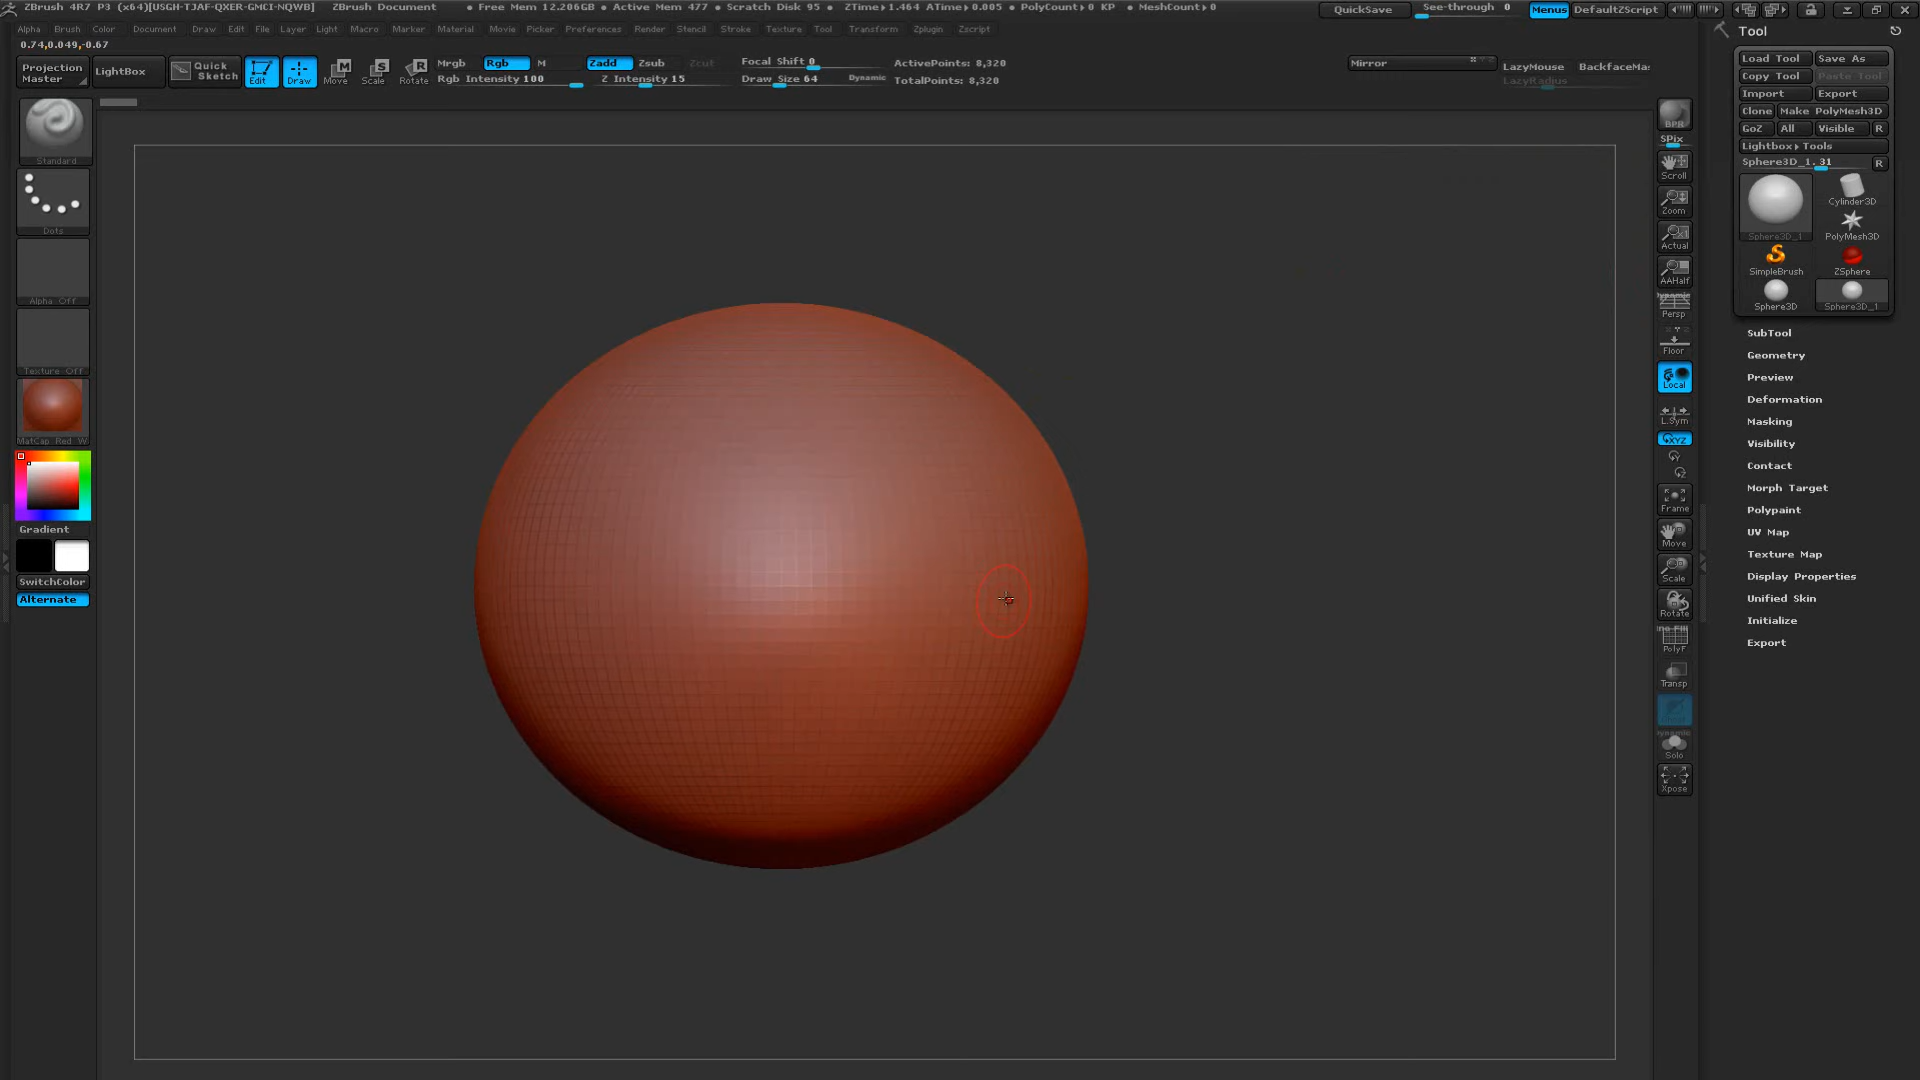 ZBrush 4R7 P3 (x64)[USGH-TJAF-QXER-GMCI-NQWB] ZBrush Document • Free Mem 12.206GB • Active Mem 477 • Scratch Disk 95 • ZTime▸1.464 ATime▸0.005 • PolyCount▸0 KP • MeshCount▸0 QuickSave See-through 0 Menus DefaultZScript
Alpha Brush Color Document Draw Edit File Layer Light Macro Marker Material Movie Picker Preferences Render Stencil Stroke Texture Tool Transform Zplugin Zscript
0.74,0.049,-0.67
Projection Master
LightBox
Quick Sketch
Edit
Draw
Move
Scale
Rotate
Mrgb Rgb M
Rgb Intensity 100
Zadd Zsub Zcut
Z Intensity 15
Focal Shift 0
Draw Size 64 Dynamic
ActivePoints: 8,320
TotalPoints: 8,320
Mirror
LazyMouse BackfaceMas
LazyRadius
Standard
Dots
Alpha Off
Texture Off
MatCap Red W
Gradient
SwitchColor
Alternate
BPR
SPix
Scroll
Zoom
Actual
AAHalf
Persp
Floor
Local
L.Sym
XYZ
Frame
Move
Scale
Rotate
PolyF
Transp
Solo
Xpose
Tool
Load Tool Save As
Copy Tool Paste Tool
Import Export
Clone Make PolyMesh3D
GoZ All Visible R
Lightbox▸Tools
Sphere3D_1. 31 R
Sphere3D_1
Cylinder3D
PolyMesh3D
SimpleBrush
ZSphere
Sphere3D
Sphere3D_1
SubTool
Geometry
Preview
Deformation
Masking
Visibility
Contact
Morph Target
Polypaint
UV Map
Texture Map
Display Properties
Unified Skin
Initialize
Export